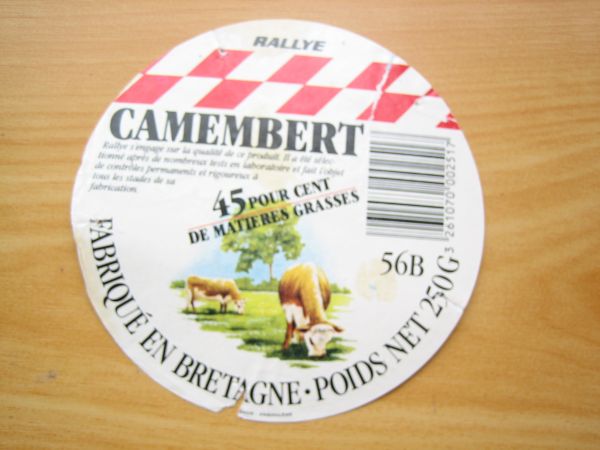 RALLYE
CAMEMBERT
Rallye s'engage sur la qualité de ce produit. Il a été sélec-
tionné après de nombreux tests en laboratoire et fait l'objet
de contrôles permanents et rigoureux à
tous les stades de sa
fabrication.
45 POUR CENT
DE MATIERES GRASSES
3 261070 002517
56B
FABRIQUÉ EN BRETAGNE · POIDS NET 250 G